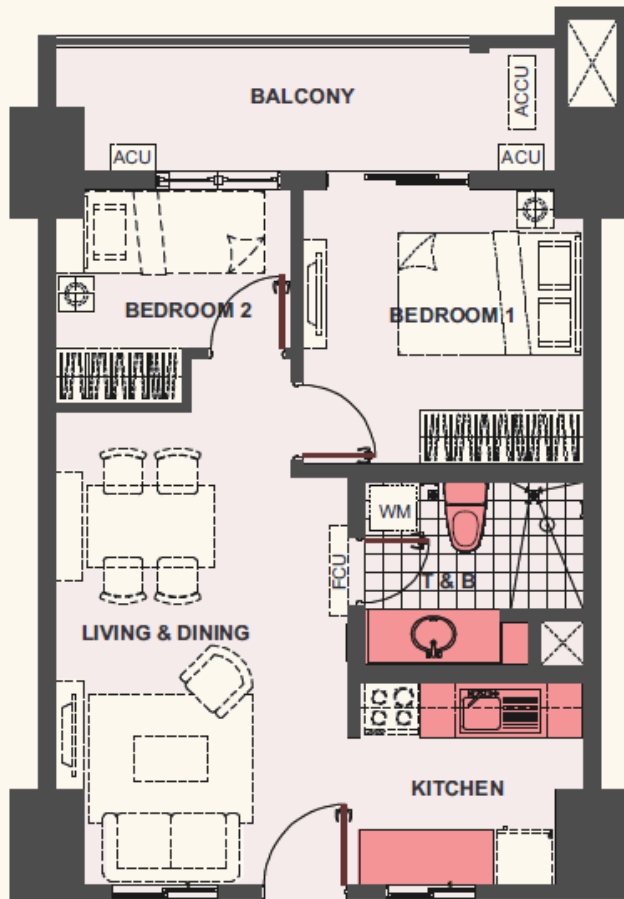 BALCONY
ACCU
ACU
ACU
BEDROOM 2
BEDROOM 1
WM
FCU
T & B
LIVING & DINING
KITCHEN